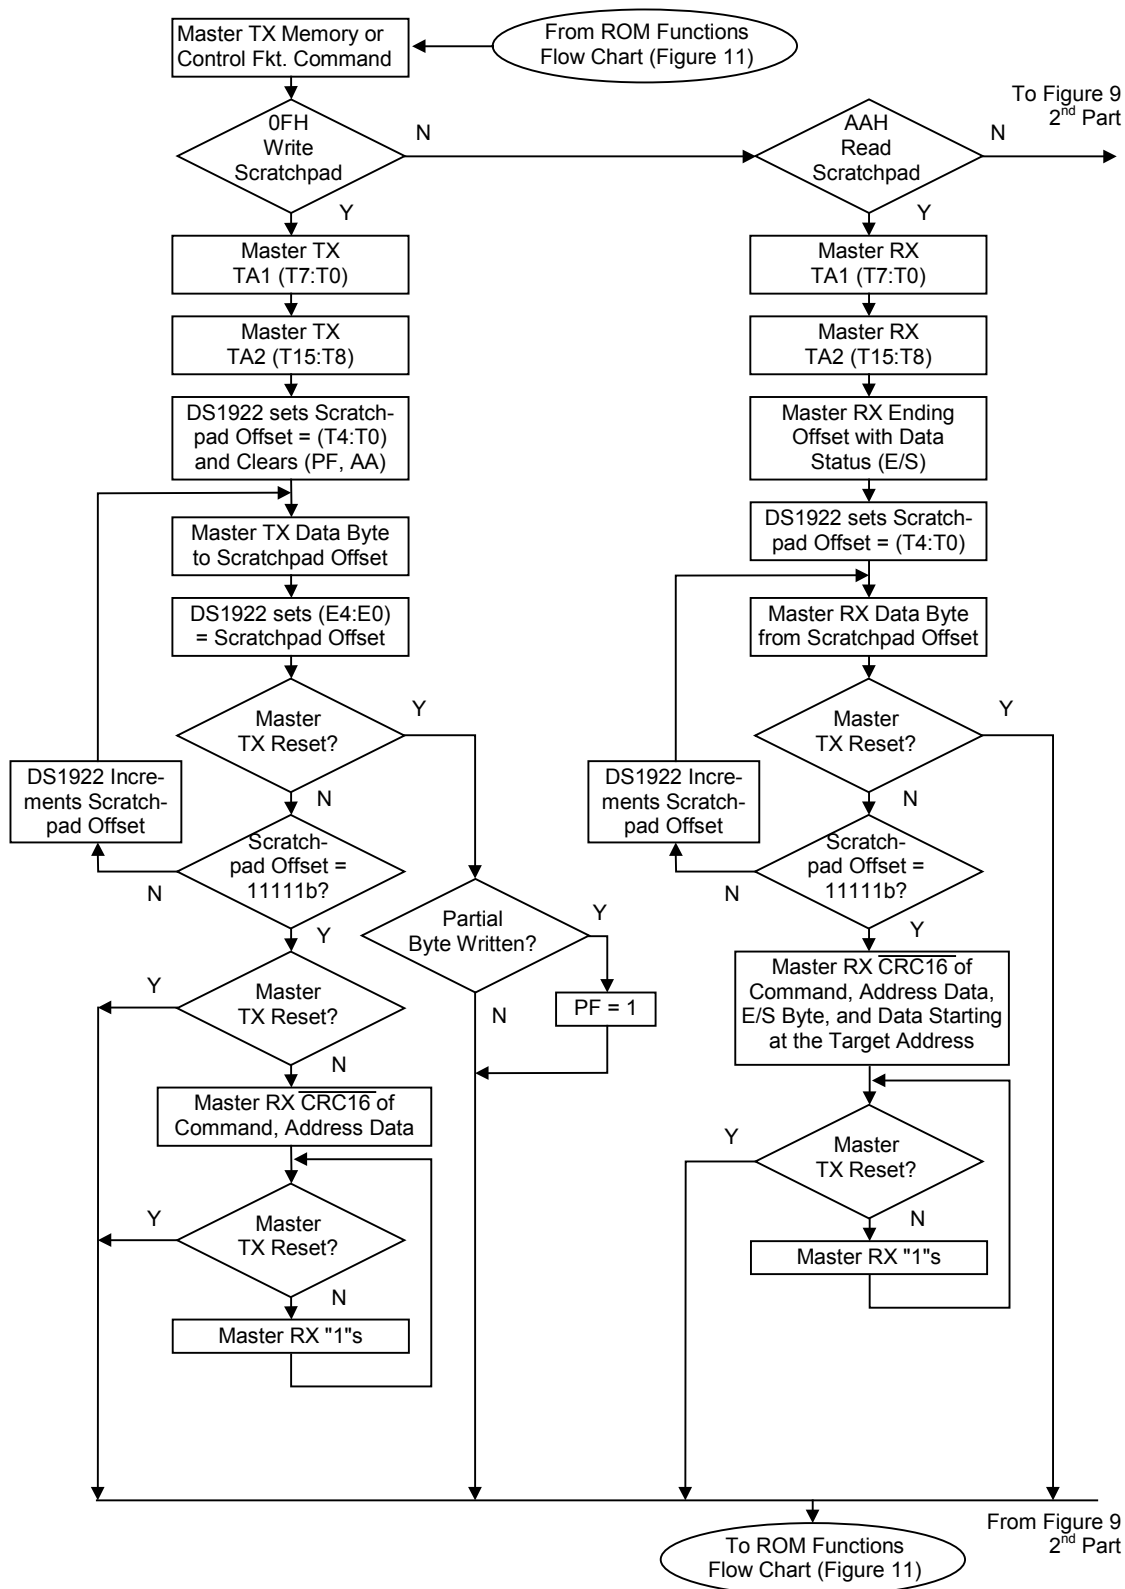 Master TX Memory or
Control Fkt. Command
From ROM Functions
Flow Chart (Figure 11)
To Figure 9
2nd Part
0FH
Write
Scratchpad
N
Y
AAH
Read
Scratchpad
N
Y
Master TX
TA1 (T7:T0)
Master TX
TA2 (T15:T8)
DS1922 sets Scratch-
pad Offset = (T4:T0)
and Clears (PF, AA)
Master TX Data Byte
to Scratchpad Offset
DS1922 sets (E4:E0)
= Scratchpad Offset
Master
TX Reset?
Y
N
DS1922 Incre-
ments Scratch-
pad Offset
Scratch-
pad Offset =
11111b?
N
Y
Partial
Byte Written?
Y
N
PF = 1
Master
TX Reset?
Y
N
Master RX CRC16 of
Command, Address Data
Master
TX Reset?
Y
N
Master RX "1"s
Master RX
TA1 (T7:T0)
Master RX
TA2 (T15:T8)
Master RX Ending
Offset with Data
Status (E/S)
DS1922 sets Scratch-
pad Offset = (T4:T0)
Master RX Data Byte
from Scratchpad Offset
Master
TX Reset?
Y
N
DS1922 Incre-
ments Scratch-
pad Offset
Scratch-
pad Offset =
11111b?
N
Y
Master RX CRC16 of
Command, Address Data,
E/S Byte, and Data Starting
at the Target Address
Master
TX Reset?
Y
N
Master RX "1"s
From Figure 9
2nd Part
To ROM Functions
Flow Chart (Figure 11)